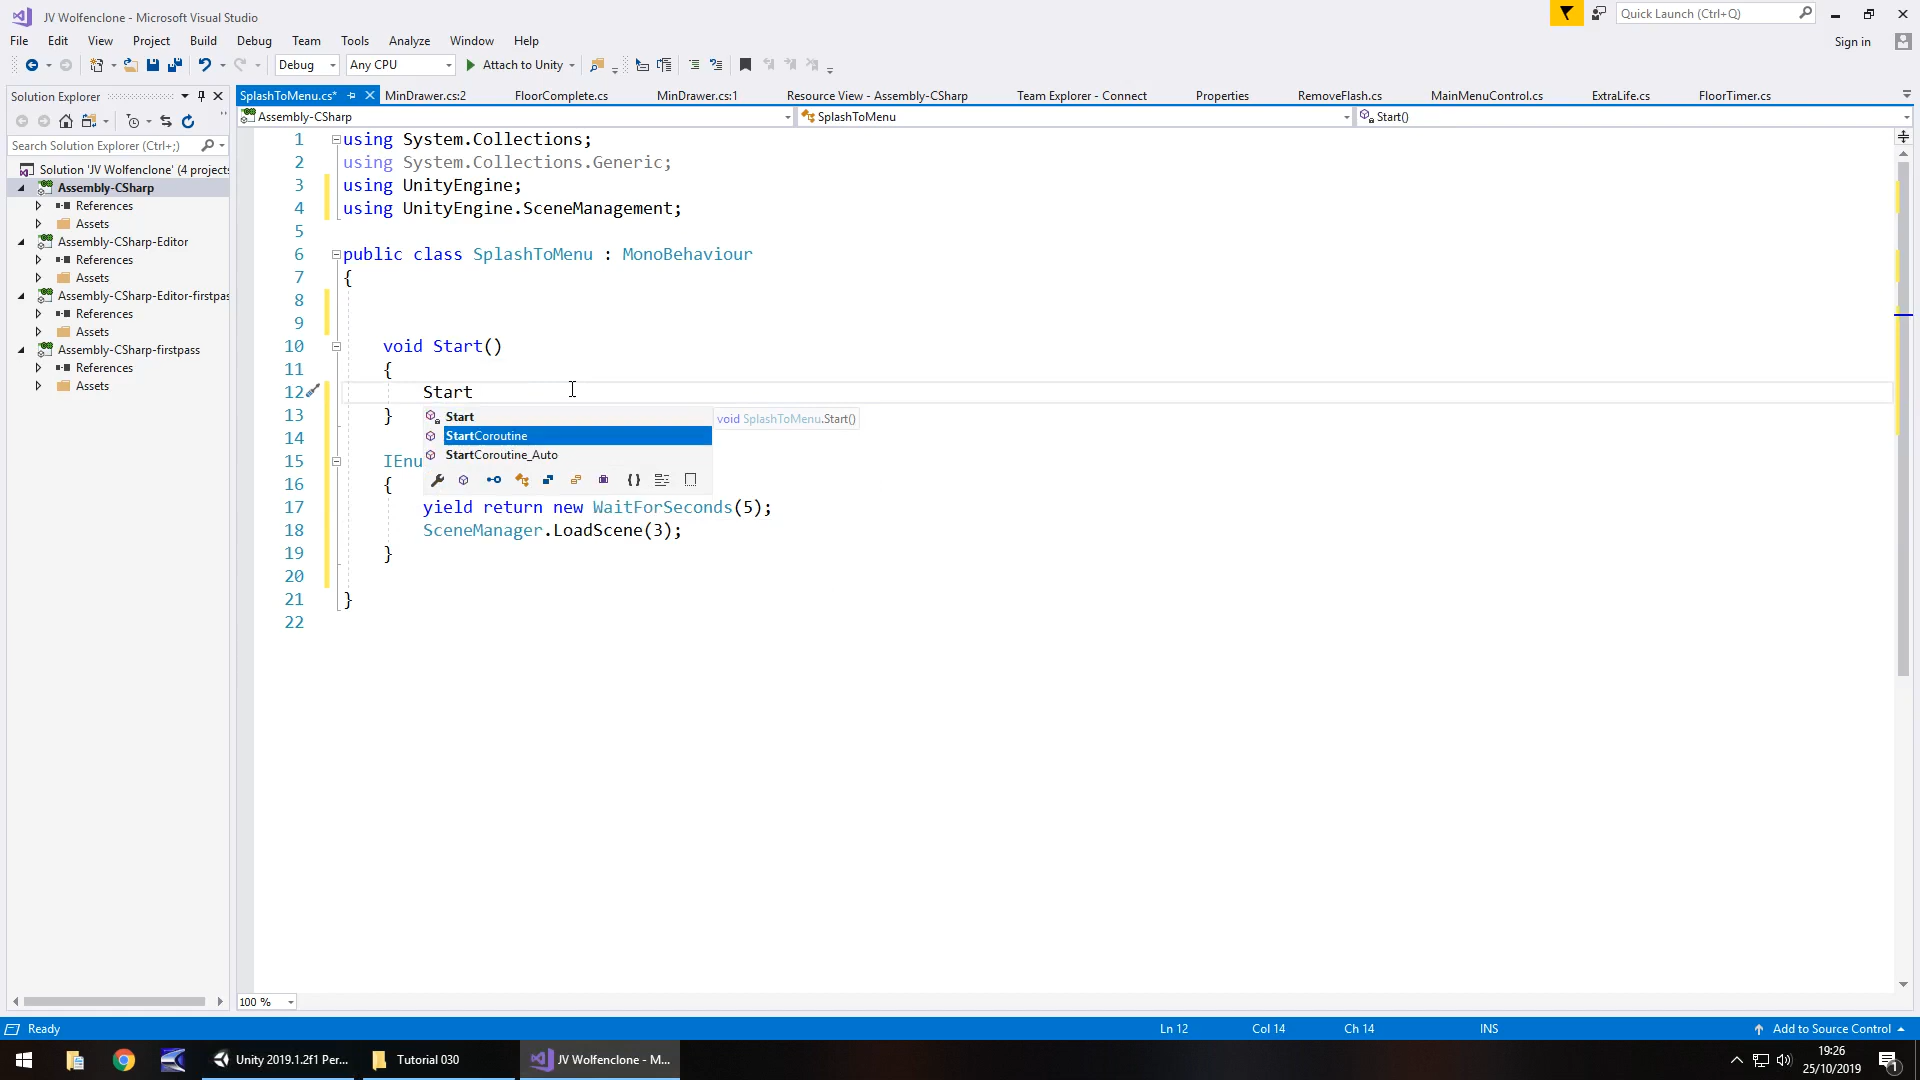 JV Wolfenclone - Microsoft Visual Studio
Quick Launch (Ctrl+Q)
File Edit View Project Build Debug Team Tools Analyze Window Help
Sign in
Debug Any CPU Attach to Unity
Solution Explorer
SplashToMenu.cs* MinDrawer.cs:2 FloorComplete.cs MinDrawer.cs:1 Resource View - Assembly-CSharp Team Explorer - Connect Properties RemoveFlash.cs MainMenuControl.cs ExtraLife.cs FloorTimer.cs
Assembly-CSharp SplashToMenu Start()
Search Solution Explorer (Ctrl+;)
Solution 'JV Wolfenclone' (4 projects
Assembly-CSharp
References
Assets
Assembly-CSharp-Editor
References
Assets
Assembly-CSharp-Editor-firstpas
References
Assets
Assembly-CSharp-firstpass
References
Assets
1 using System.Collections;
2 using System.Collections.Generic;
3 using UnityEngine;
4 using UnityEngine.SceneManagement;
5
6 public class SplashToMenu : MonoBehaviour
7 {
8
9
10 void Start()
11 {
12 Start
13 }
14
15 IEnu
16 {
17 yield return new WaitForSeconds(5);
18 SceneManager.LoadScene(3);
19 }
20
21 }
22
Start
StartCoroutine
StartCoroutine_Auto
void SplashToMenu.Start()
100 %
Ready Ln 12 Col 14 Ch 14 INS Add to Source Control
Unity 2019.1.2f1 Per... Tutorial 030 JV Wolfenclone - M...
19:26
25/10/2019
1